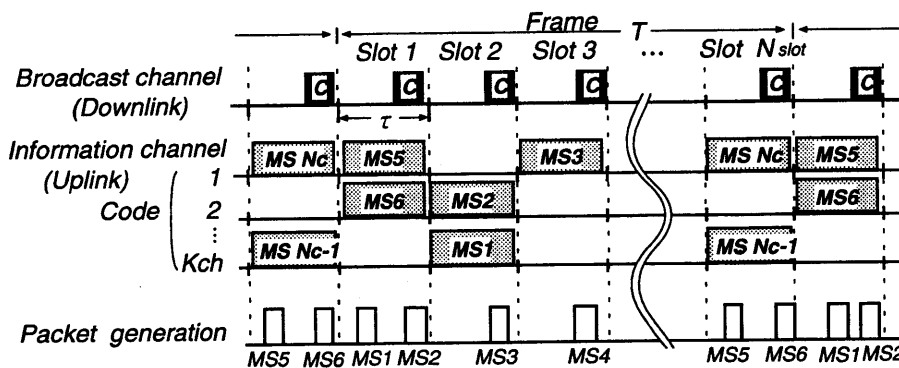 Frame T
Slot 1 Slot 2 Slot 3 ... Slot Nslot
Broadcast channel
(Downlink)
C C C C C C
τ
Information channel
(Uplink)
1
MS Nc MS5 MS3 MS Nc MS5
Code
2
MS6 MS2 MS6
⋮
Kch
MS Nc-1 MS1 MS Nc-1
Packet generation
MS5 MS6 MS1 MS2 MS3 MS4 MS5 MS6 MS1 MS2